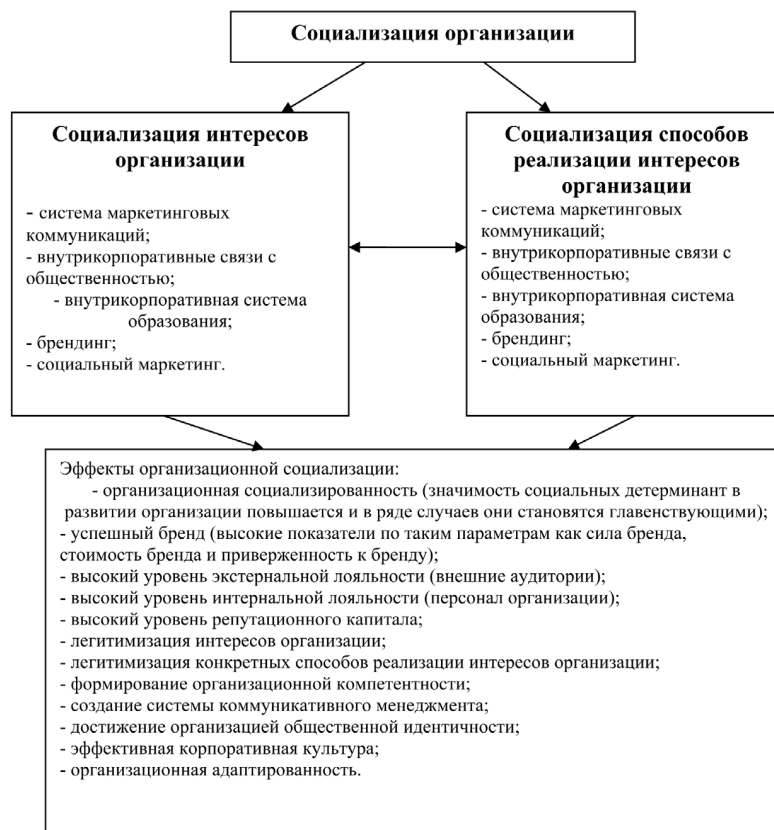 Социализация организации
Социализация интересов
организации
- система маркетинговых
коммуникаций;
- внутрикорпоративные связи с
общественностью;
- внутрикорпоративная система
образования;
- брендинг;
- социальный маркетинг.
Социализация способов
реализации интересов
организации
- система маркетинговых
коммуникаций;
- внутрикорпоративные связи с
общественностью;
- внутрикорпоративная система
образования;
- брендинг;
- социальный маркетинг.
Эффекты организационной социализации:
- организационная социализированность (значимость социальных детерминант в
развитии организации повышается и в ряде случаев они становятся главенствующими);
- успешный бренд (высокие показатели по таким параметрам как сила бренда,
стоимость бренда и приверженность к бренду);
- высокий уровень экстернальной лояльности (внешние аудитории);
- высокий уровень интернальной лояльности (персонал организации);
- высокий уровень репутационного капитала;
- легитимизация интересов организации;
- легитимизация конкретных способов реализации интересов организации;
- формирование организационной компетентности;
- создание системы коммуникативного менеджмента;
- достижение организацией общественной идентичности;
- эффективная корпоративная культура;
- организационная адаптированность.